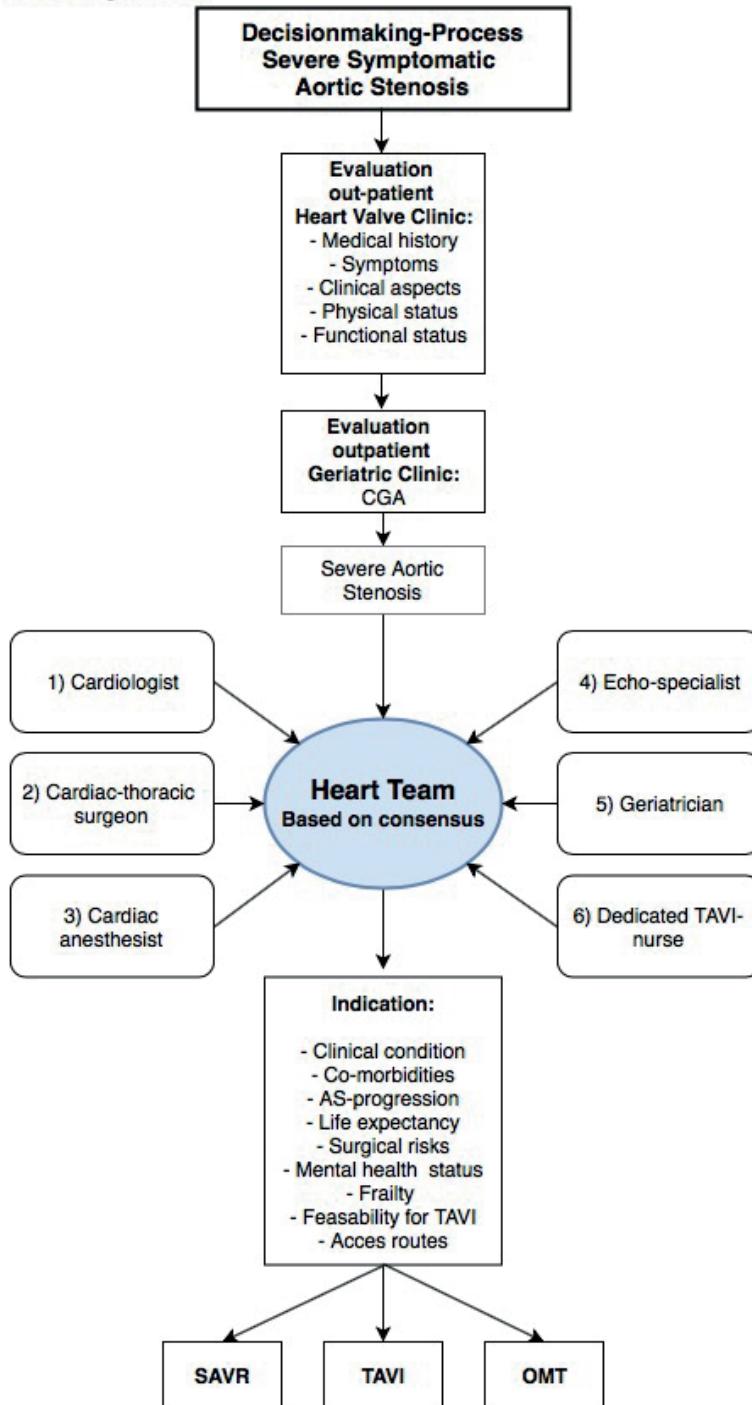 Decisionmaking-Process
Severe Symptomatic
Aortic Stenosis
Evaluation
out-patient
Heart Valve Clinic:
- Medical history
- Symptoms
- Clinical aspects
- Physical status
- Functional status
Evaluation
outpatient
Geriatric Clinic:
CGA
Severe Aortic
Stenosis
1) Cardiologist
2) Cardiac-thoracic
surgeon
3) Cardiac
anesthesist
Heart Team
Based on consensus
4) Echo-specialist
5) Geriatrician
6) Dedicated TAVI-
nurse
Indication:
- Clinical condition
- Co-morbidities
- AS-progression
- Life expectancy
- Surgical risks
- Mental health status
- Frailty
- Feasability for TAVI
- Acces routes
SAVR
TAVI
OMT